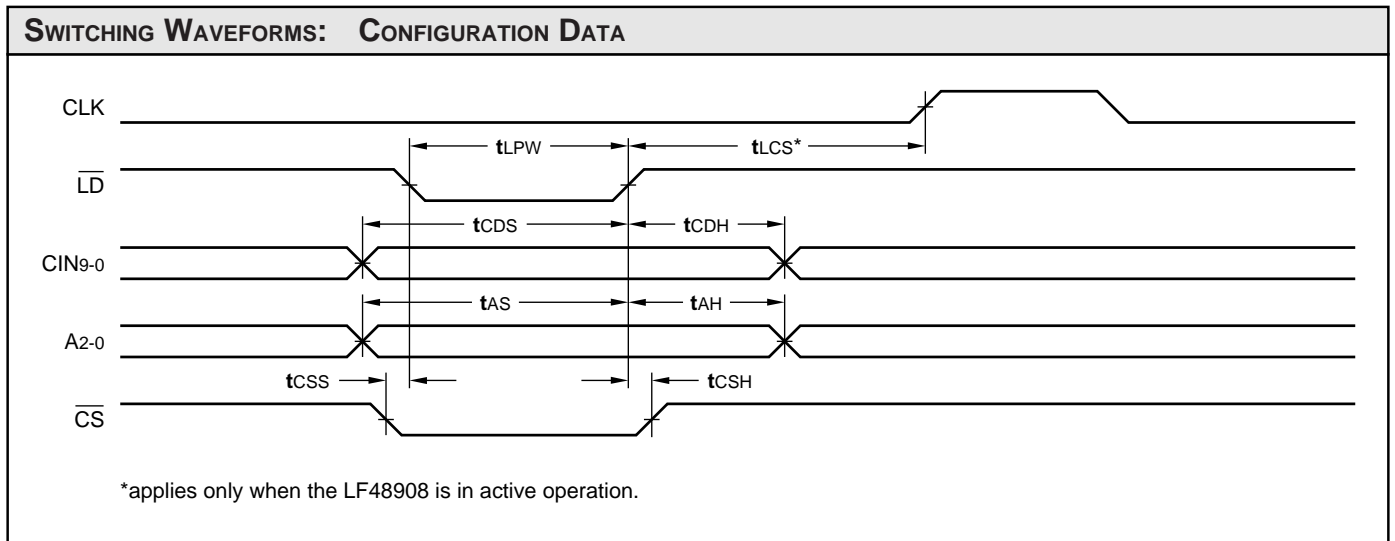 SWITCHING WAVEFORMS: CONFIGURATION DATA
CLK
tLPW tLCS*
LD
tCDS tCDH
CIN9-0
tAS tAH
A2-0
tCSS tCSH
CS
*applies only when the LF48908 is in active operation.